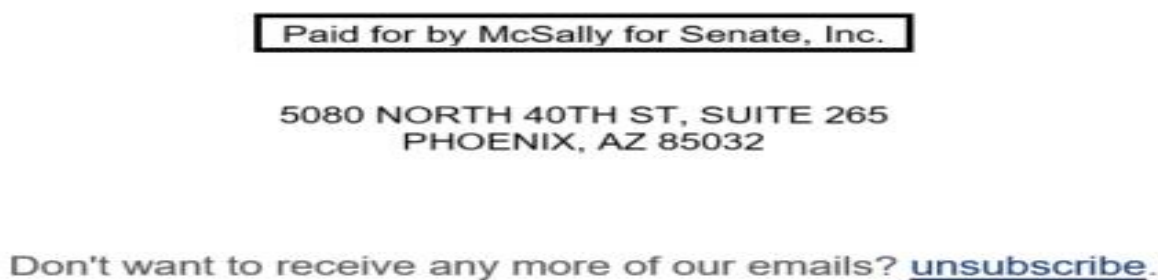 Paid for by McSally for Senate, Inc.
5080 NORTH 40TH ST, SUITE 265
PHOENIX, AZ 85032
Don't want to receive any more of our emails? unsubscribe